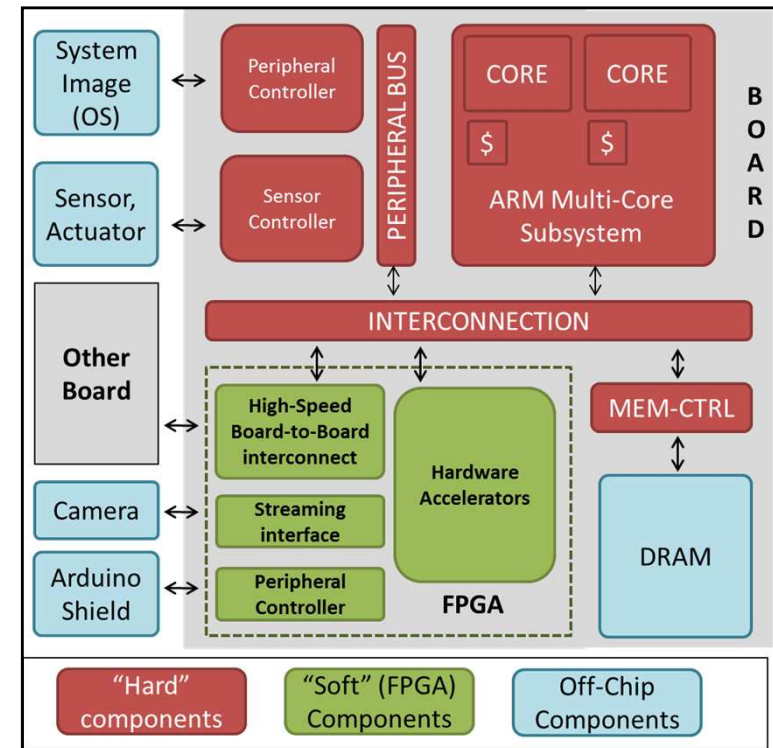 System
Image
(OS)
Peripheral
Controller
PERIPHERAL BUS
CORE
CORE
$
$
ARM Multi-Core
Subsystem
BOARD
Sensor,
Actuator
Sensor
Controller
INTERCONNECTION
Other
Board
High-Speed
Board-to-Board
interconnect
Hardware
Accelerators
MEM-CTRL
Camera
Streaming
interface
DRAM
Arduino
Shield
Peripheral
Controller
FPGA
“Hard”
components
“Soft” (FPGA)
Components
Off-Chip
Components